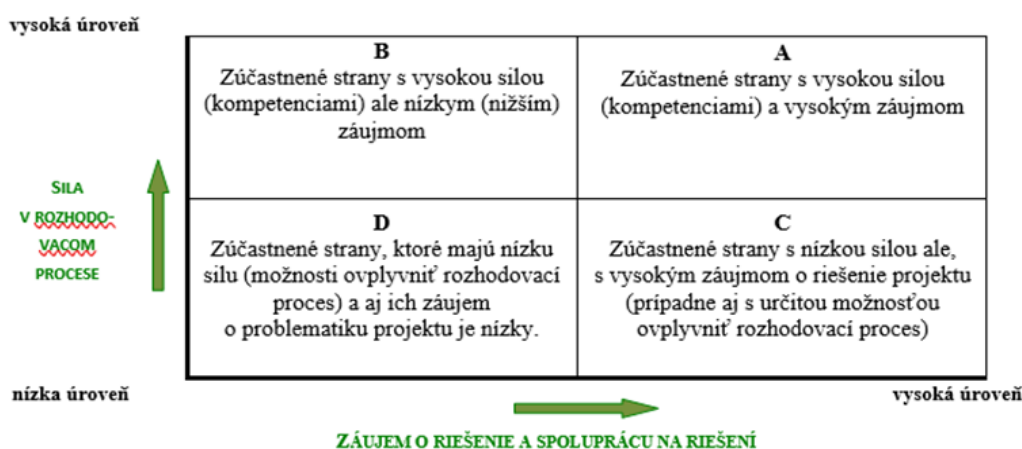 vysoká úroveň
B
Zúčastnené strany s vysokou silou
(kompetenciami) ale nízkym (nižším)
záujmom
A
Zúčastnené strany s vysokou silou
(kompetenciami) a vysokým záujmom
SILA
V ROZHODO-
VACOM
PROCESE
D
Zúčastnené strany, ktoré majú nízku
silu (možnosti ovplyvniť rozhodovací
proces) a aj ich záujem
o problematiku projektu je nízky.
C
Zúčastnené strany s nízkou silou ale,
s vysokým záujmom o riešenie projektu
(prípadne aj s určitou možnosťou
ovplyvniť rozhodovací proces)
nízka úroveň
vysoká úroveň
ZÁUJEM O RIEŠENIE A SPOLUPRÁCU NA RIEŠENÍ